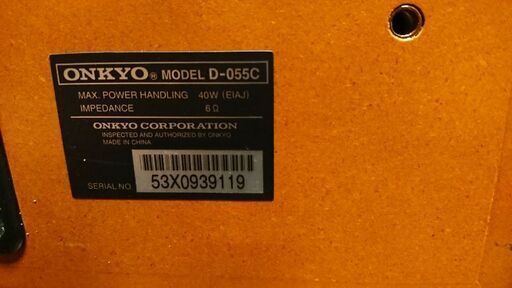 ONKYO® MODEL D-055C
MAX. POWER HANDLING 40W (EIAJ)
IMPEDANCE 6Ω
ONKYO CORPORATION
INSPECTED AND AUTHORIZED BY ONKYO
MADE IN CHINA
SERIAL NO 53X0939119